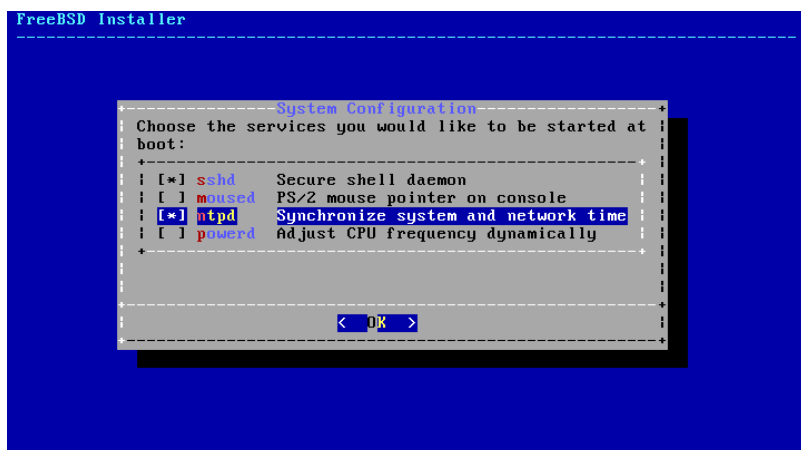 FreeBSD Installer
System Configuration
Choose the services you would like to be started at
boot:
[*] sshd Secure shell daemon
[ ] moused PS/2 mouse pointer on console
[*] ntpd Synchronize system and network time
[ ] powerd Adjust CPU frequency dynamically
< OK >